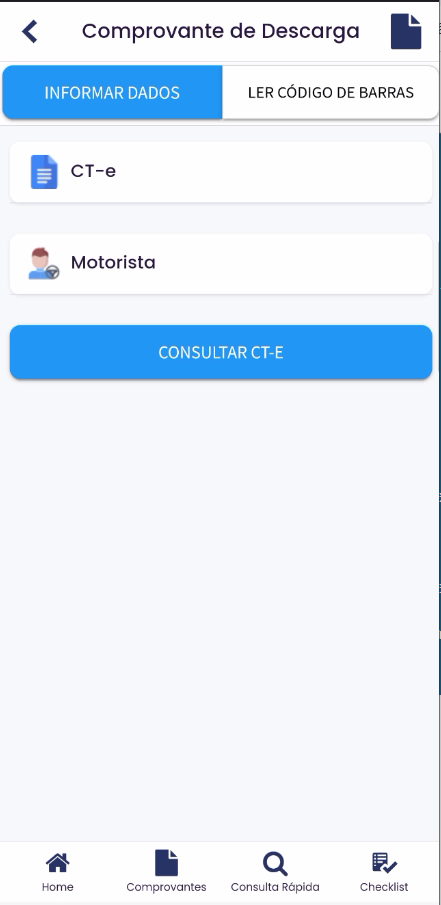 Comprovante de Descarga
INFORMAR DADOS
LER CÓDIGO DE BARRAS
CT-e
Motorista
CONSULTAR CT-E
Home
Comprovantes
Consulta Rápida
Checklist